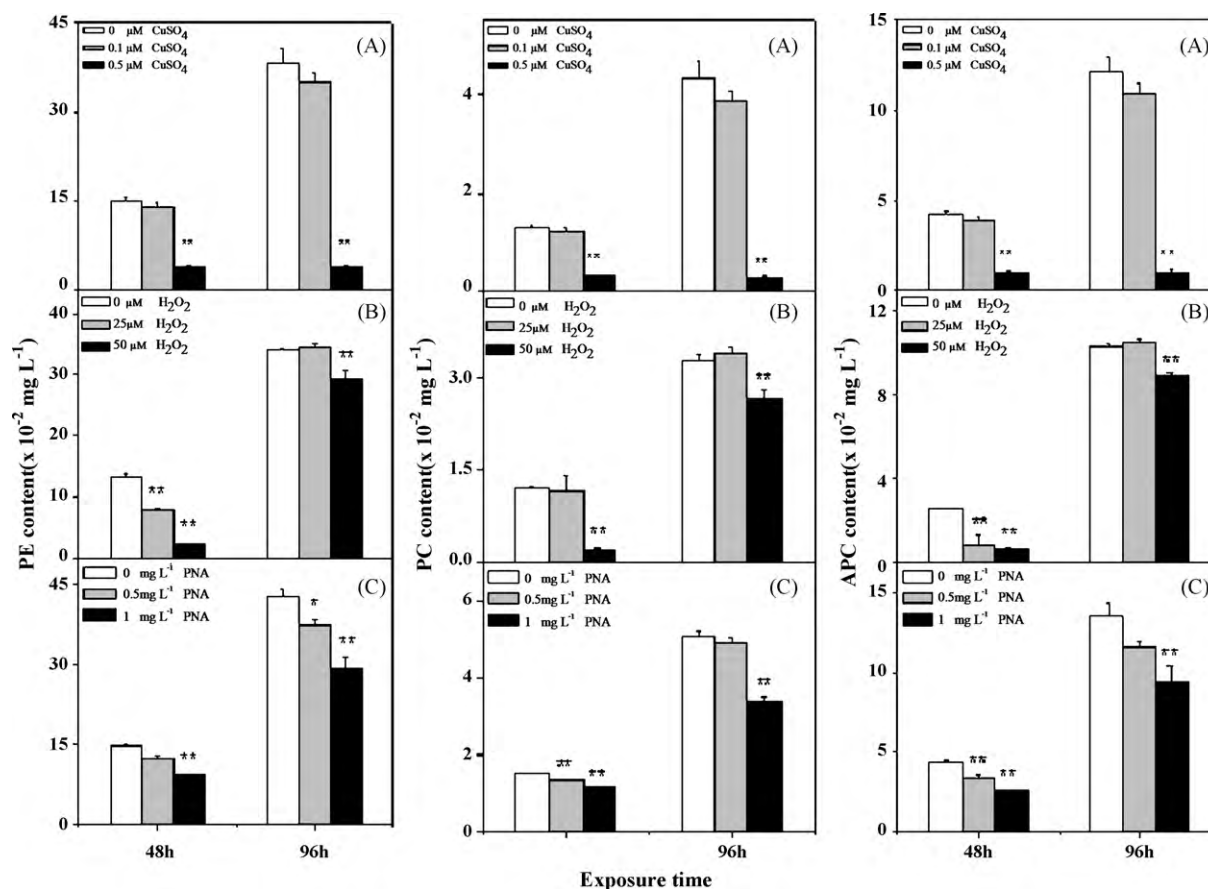 PE content(x 10⁻² mg L⁻¹)
45
30
15
0
0 μM CuSO₄
0.1 μM CuSO₄
0.5 μM CuSO₄
(A)
**
**
40
30
20
10
0
0 μM H₂O₂
25μM H₂O₂
50 μM H₂O₂
(B)
**
**
**
45
30
15
0
0 mg L⁻¹ PNA
0.5mg L⁻¹ PNA
1 mg L⁻¹ PNA
(C)
**
*
**
48h
96h
PC content(x 10⁻² mg L⁻¹)
4
2
0
0 μM CuSO₄
0.1 μM CuSO₄
0.5 μM CuSO₄
(A)
**
**
3.0
1.5
0.0
0 μM H₂O₂
25μM H₂O₂
50 μM H₂O₂
(B)
**
**
6
4
2
0
0 mg L⁻¹ PNA
0.5mg L⁻¹ PNA
1 mg L⁻¹ PNA
(C)
**
**
**
96h
APC content(x 10⁻² mg L⁻¹)
15
10
5
0
0 μM CuSO₄
0.1 μM CuSO₄
0.5 μM CuSO₄
(A)
**
**
10
6
3
0
0 μM H₂O₂
25μM H₂O₂
50 μM H₂O₂
(B)
**
**
**
15
10
5
0
0 mg L⁻¹ PNA
0.5mg L⁻¹ PNA
1 mg L⁻¹ PNA
(C)
**
**
**
48h
96h
Exposure time